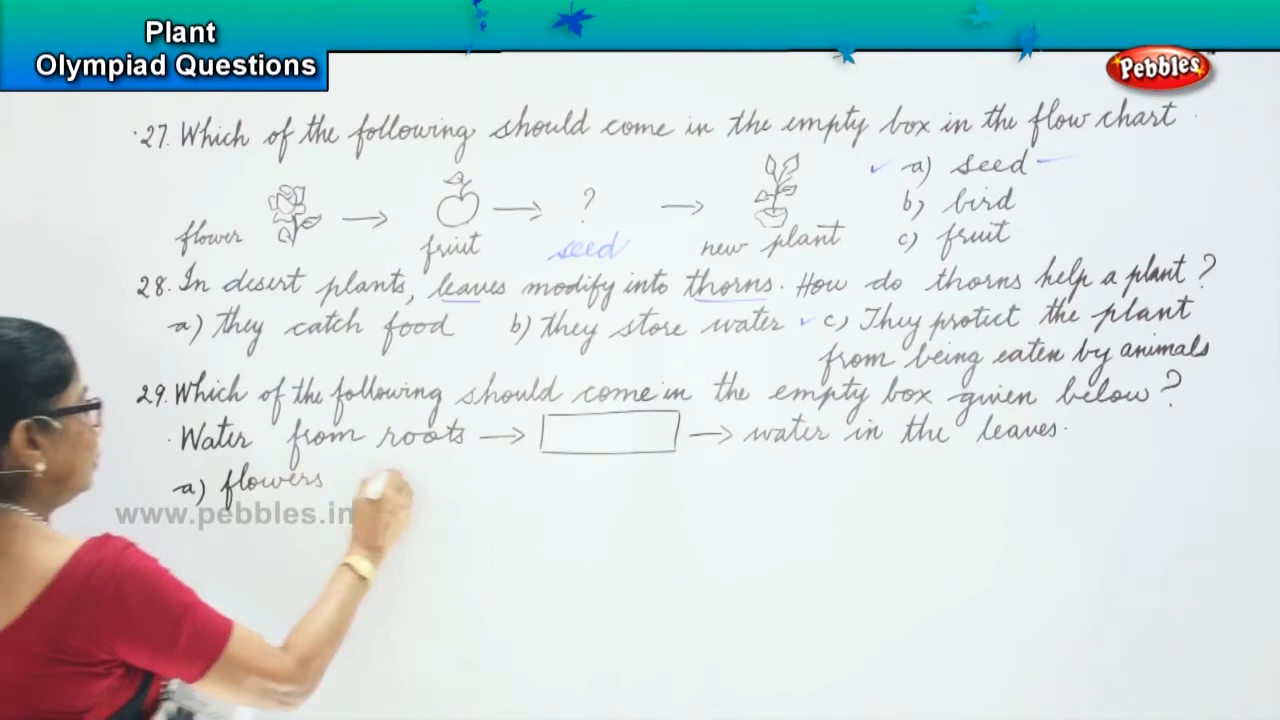 Plant
Olympiad Questions
Pebbles
27. Which of the following should come in the empty box in the flow chart
a) seed
b) bird
c) fruit
flower
fruit
?
seed
new plant
28. In desert plants, leaves modify into thorns. How do thorns help a plant?
a) they catch food b) they store water c) They protect the plant
from being eaten by animals
29. Which of the following should come in the empty box given below?
Water from roots → → water in the leaves.
a) flowers
www.pebbles.in